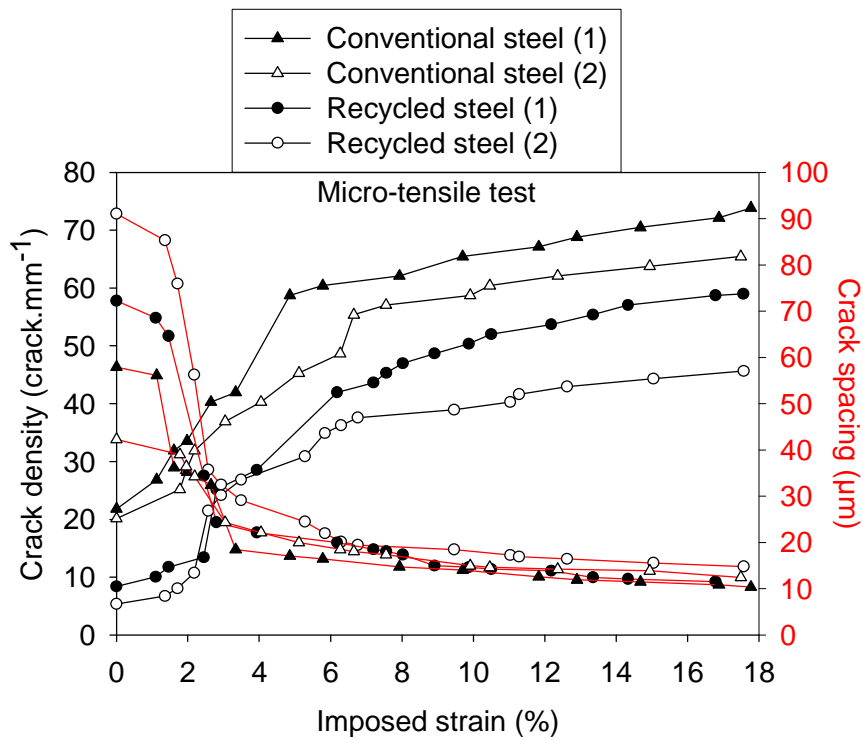 Conventional steel (1)
Conventional steel (2)
Recycled steel (1)
Recycled steel (2)
Micro-tensile test
80
70
60
50
40
30
20
10
0
Crack density (crack.mm⁻¹)
100
90
80
70
60
50
40
30
20
10
0
Crack spacing (μm)
0 2 4 6 8 10 12 14 16 18
Imposed strain (%)